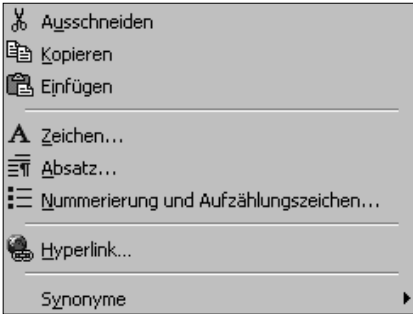 Ausschneiden
Kopieren
Einfügen
Zeichen...
Absatz...
Nummerierung und Aufzählungszeichen...
Hyperlink...
Synonyme